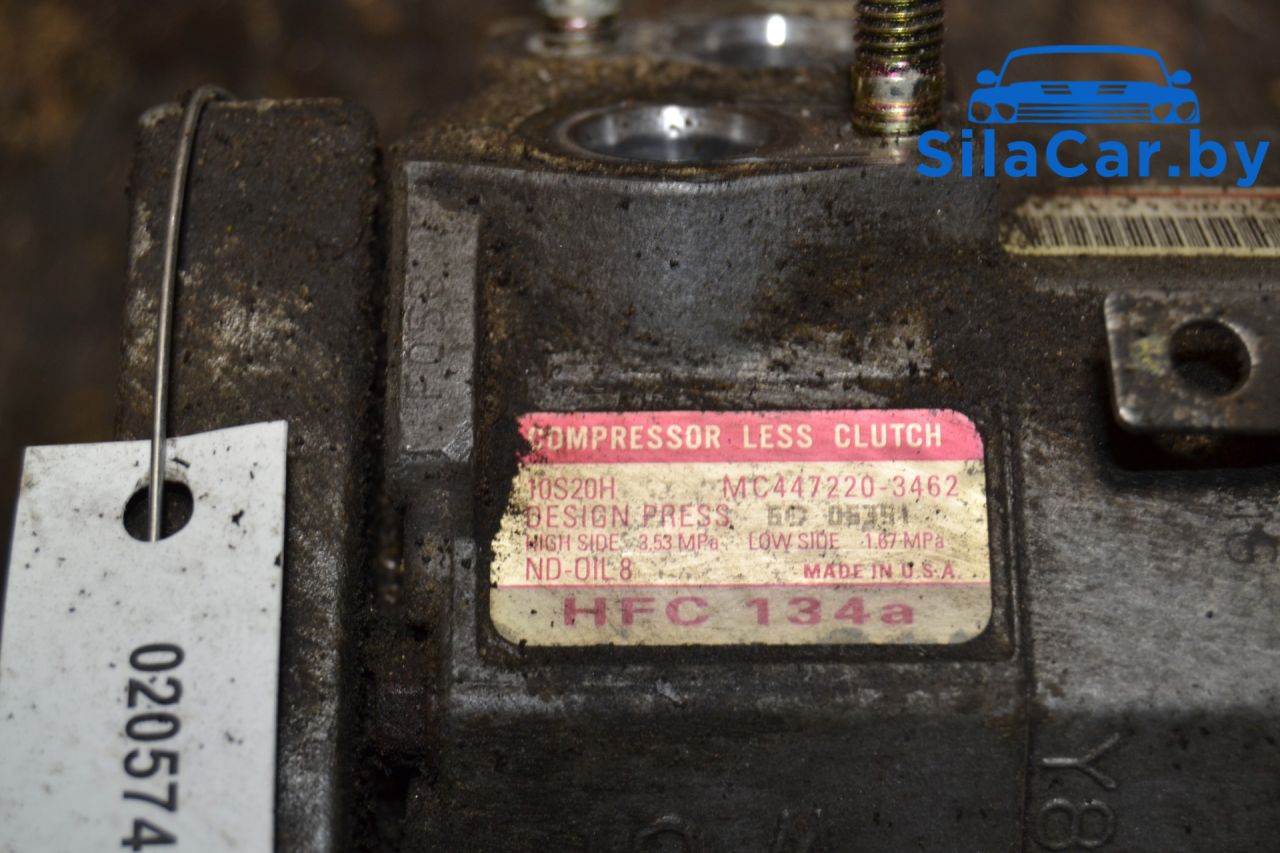 SilaCar.by
COMPRESSOR LESS CLUTCH
10S20H MC447220-3462
DESIGN PRESS
HIGH SIDE 3.53 MPa LOW SIDE 1.67 MPa
ND-OIL 8 MADE IN U.S.A.
HFC 134a
020574
Y8